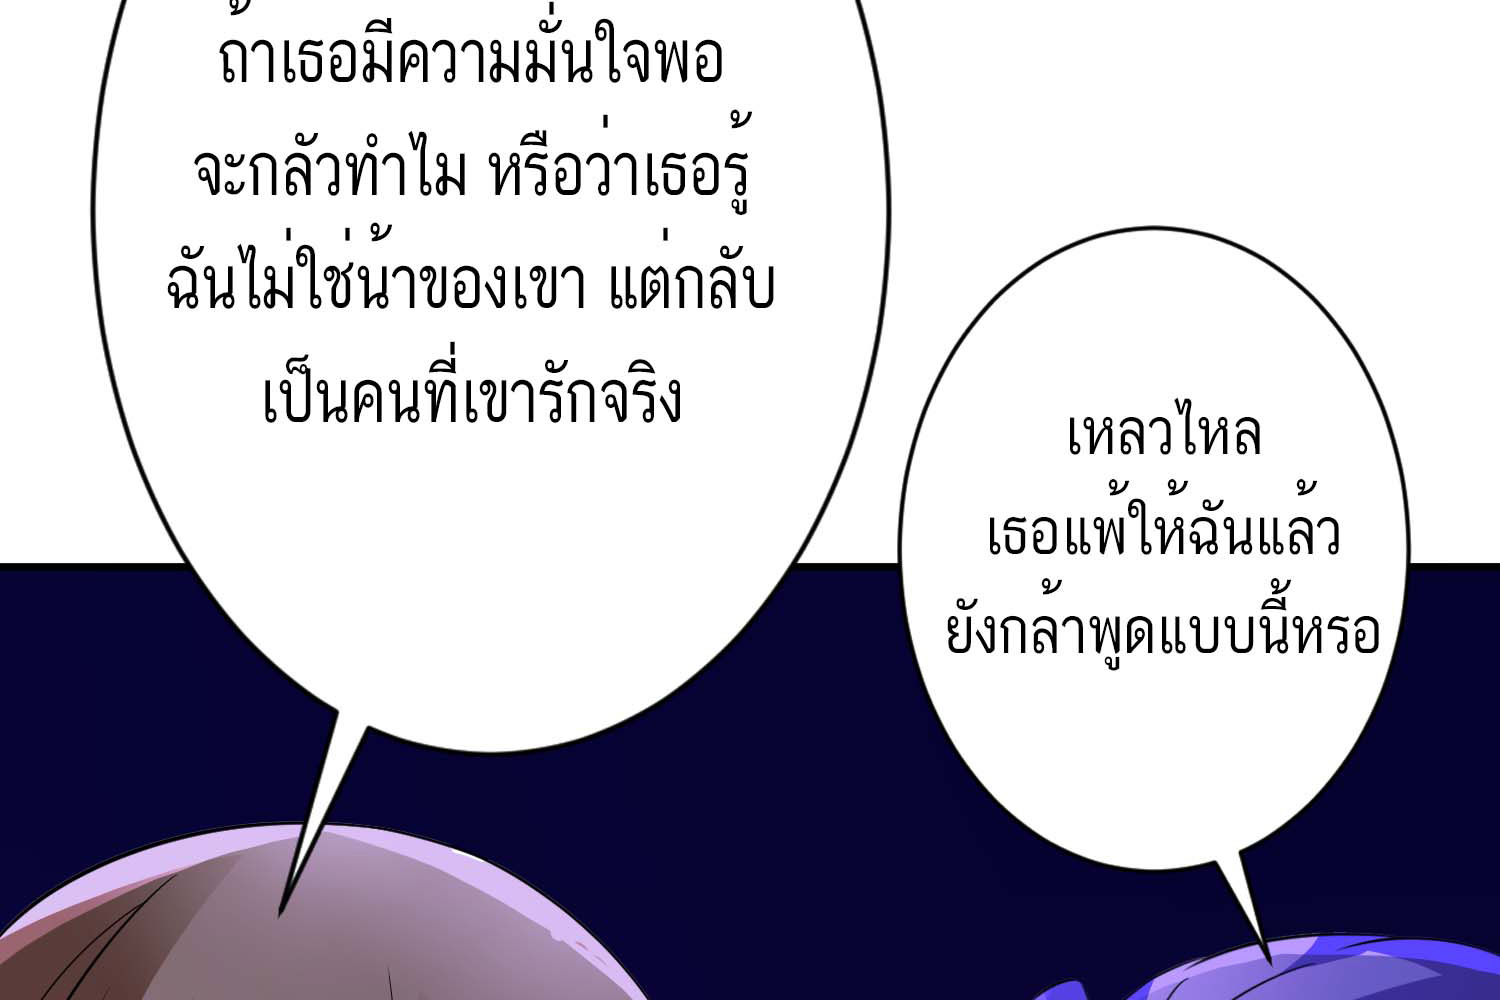 ถ้าเธอมีความมั่นใจพอ
จะกลัวทำไม หรือว่าเธอรู้
ฉันไม่ใช่น้าของเขา แต่กลับ
เป็นคนที่เขารักจริง
เหลวไหล
เธอแพ้ให้ฉันแล้ว
ยังกล้าพูดแบบนี้หรอ